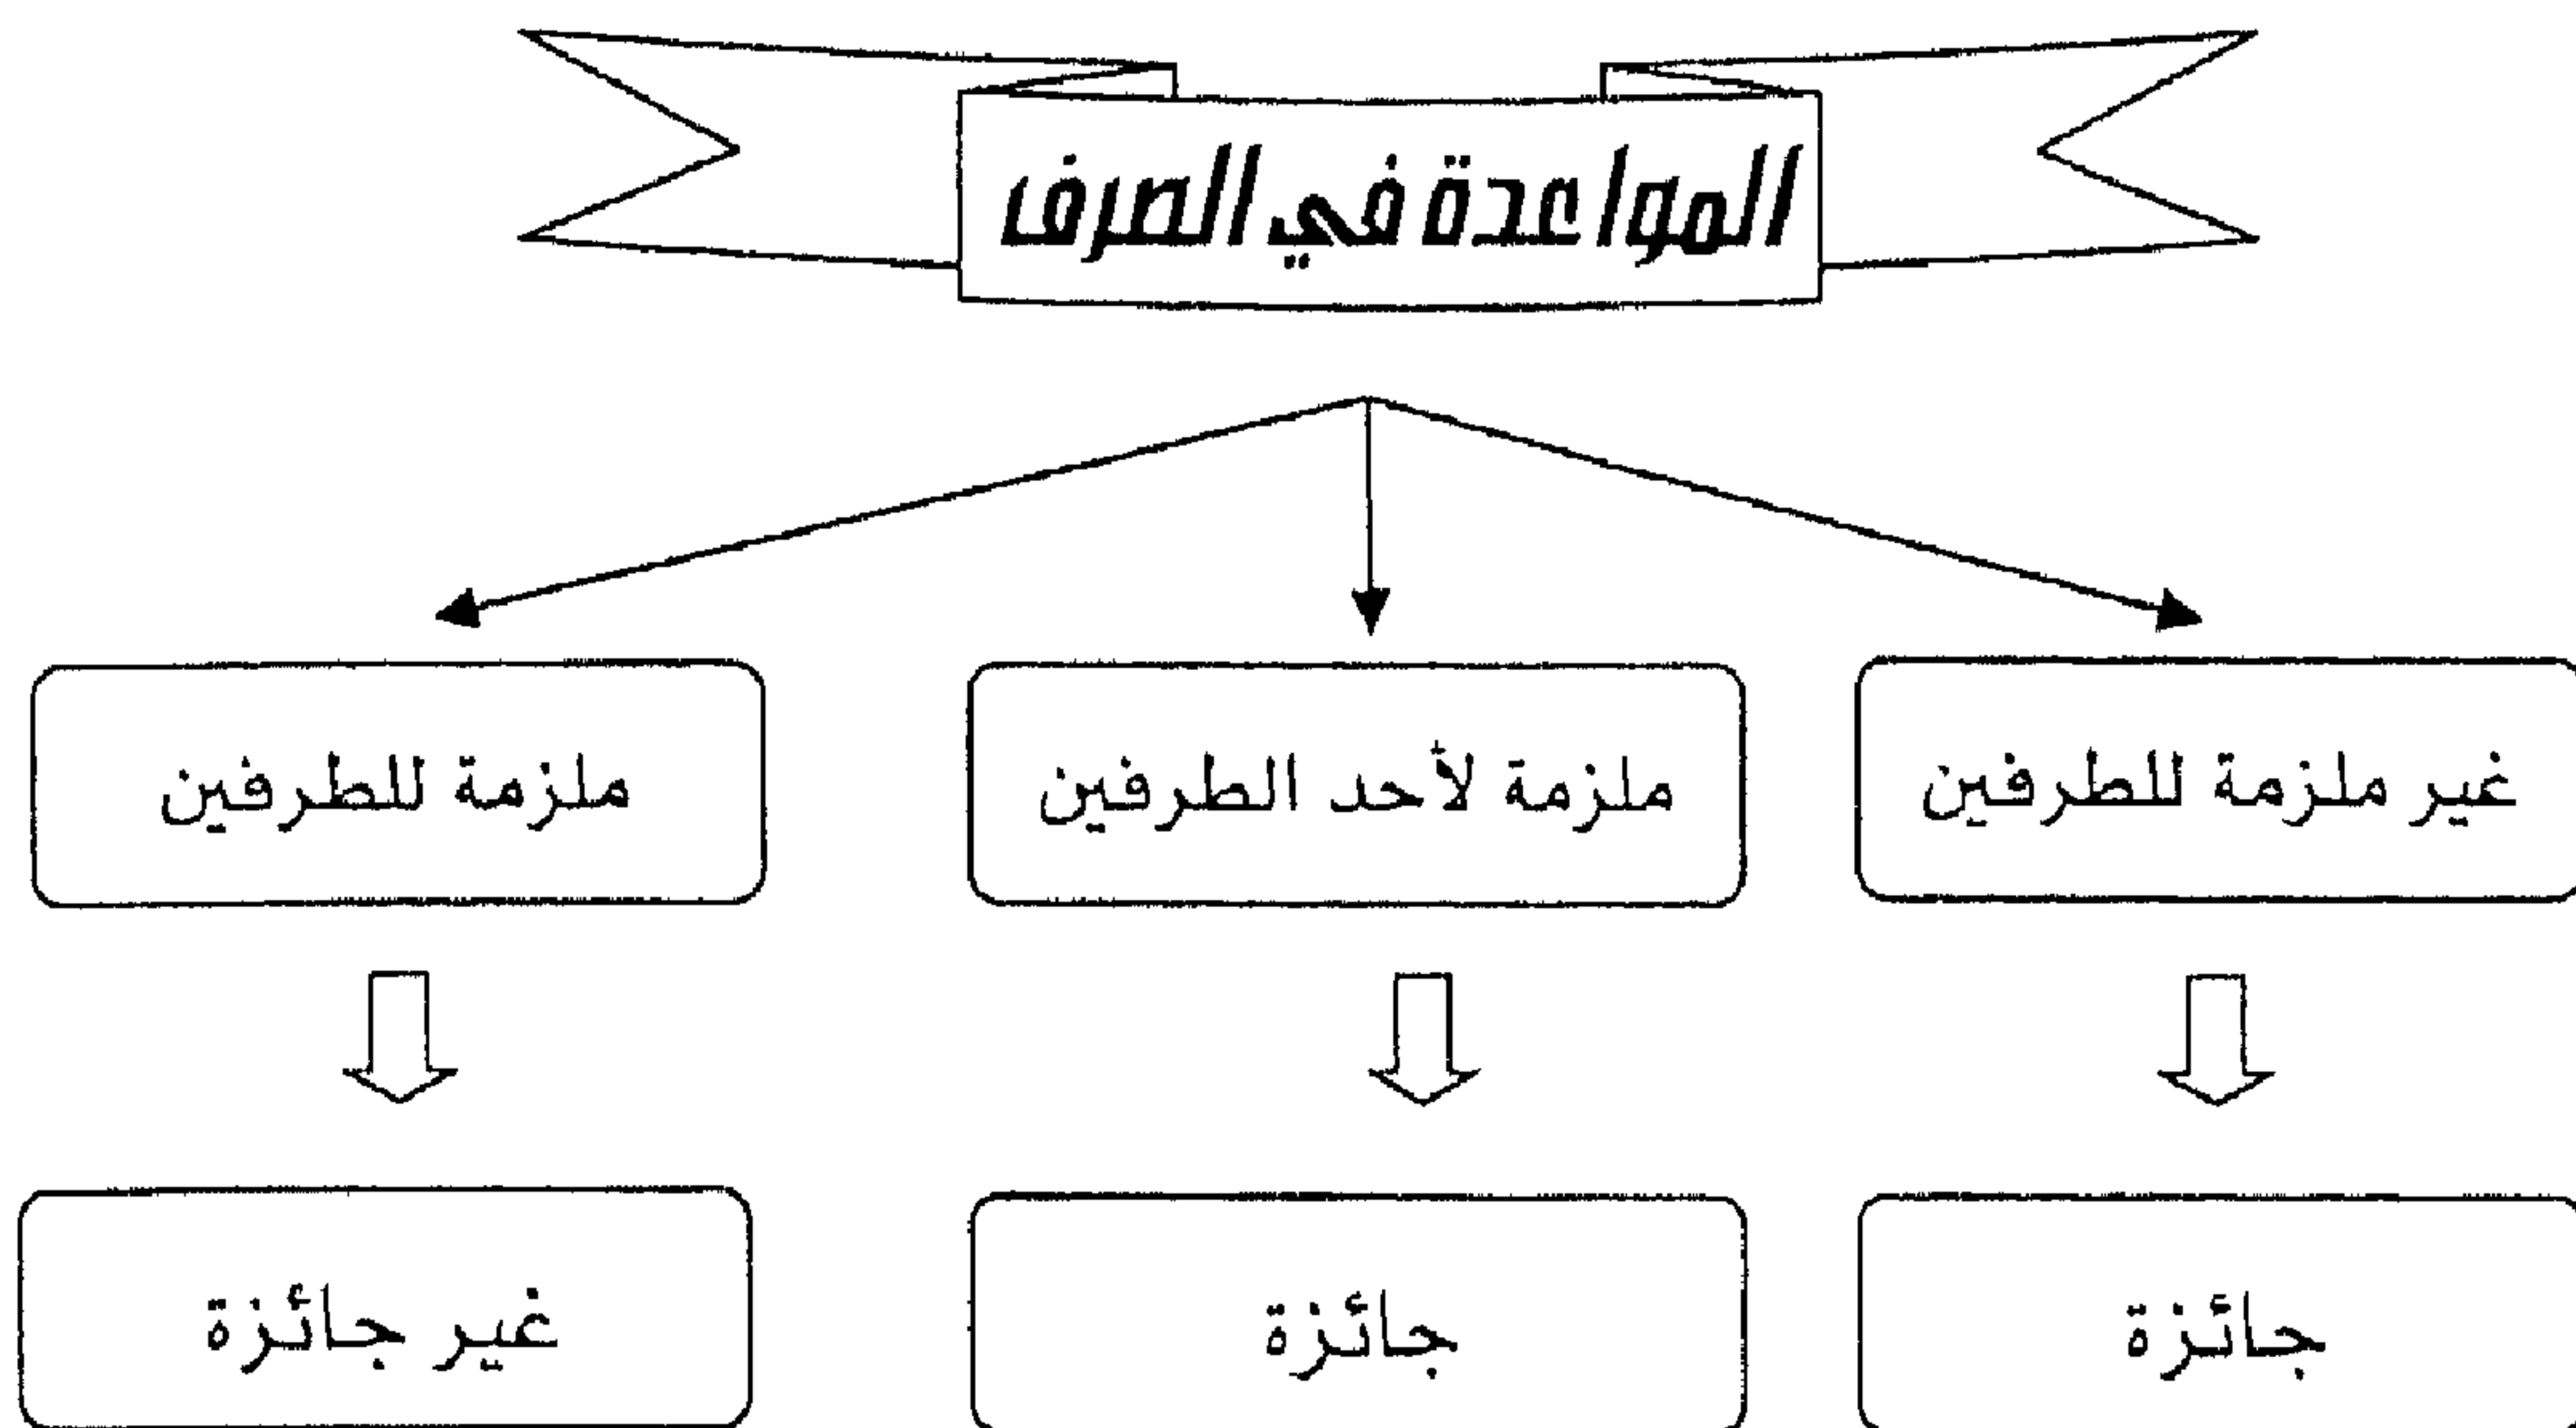 المواعدة في الصرف
غير ملزمة للطرفين
ملزمة لأحد الطرفين
ملزمة للطرفين
جائزة
جائزة
غير جائزة